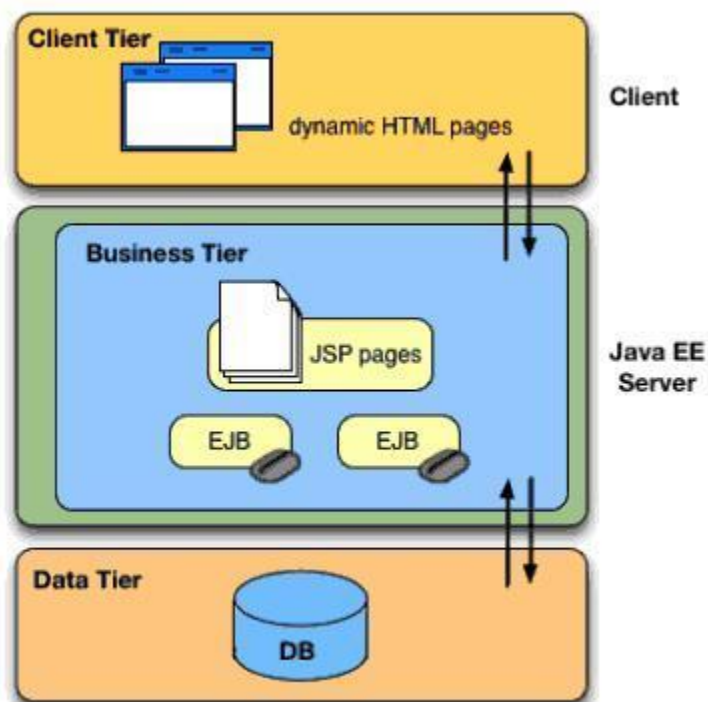 Client Tier
dynamic HTML pages
Client
Business Tier
JSP pages
Java EE
Server
EJB
EJB
Data Tier
DB